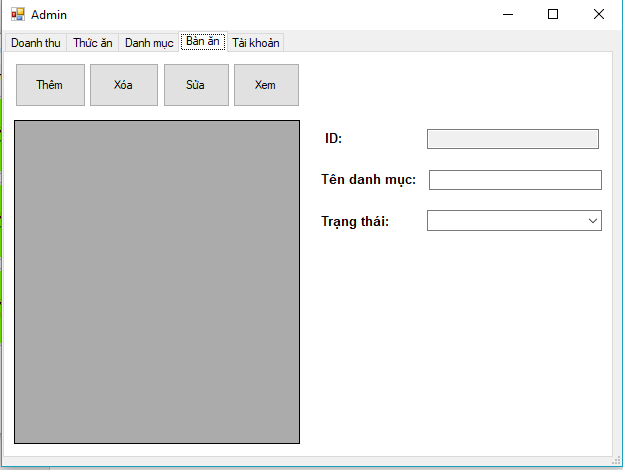 Admin
Doanh thu Thức ăn Danh mục Bàn ăn Tài khoản
Thêm Xóa Sửa Xem
ID:
Tên danh mục:
Trạng thái: